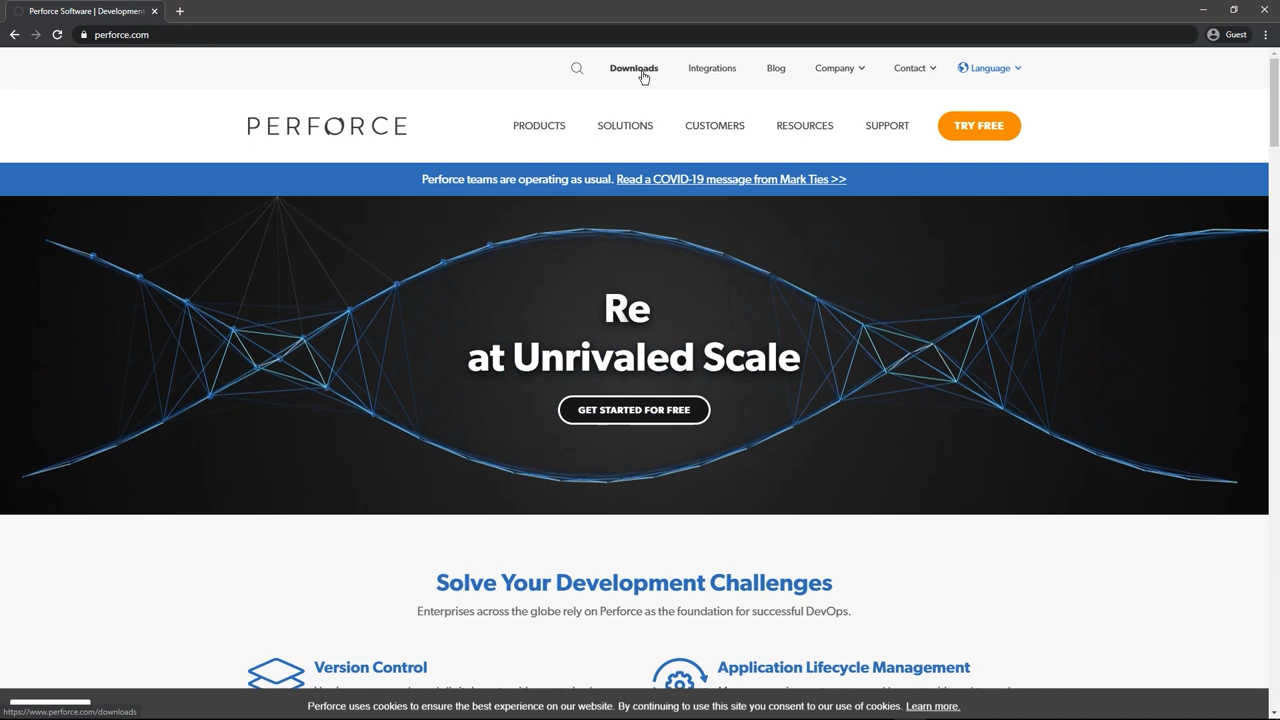 Perforce Software | Development
perforce.com
Guest
Downloads
Integrations
Blog
Company
Contact
Language
PERFORCE
PRODUCTS
SOLUTIONS
CUSTOMERS
RESOURCES
SUPPORT
TRY FREE
Perforce teams are operating as usual. Read a COVID-19 message from Mark Ties >>
Re
at Unrivaled Scale
GET STARTED FOR FREE
Solve Your Development Challenges
Enterprises across the globe rely on Perforce as the foundation for successful DevOps.
Version Control
Application Lifecycle Management
Perforce uses cookies to ensure the best experience on our website. By continuing to use this site you consent to our use of cookies. Learn more.
https://www.perforce.com/downloads